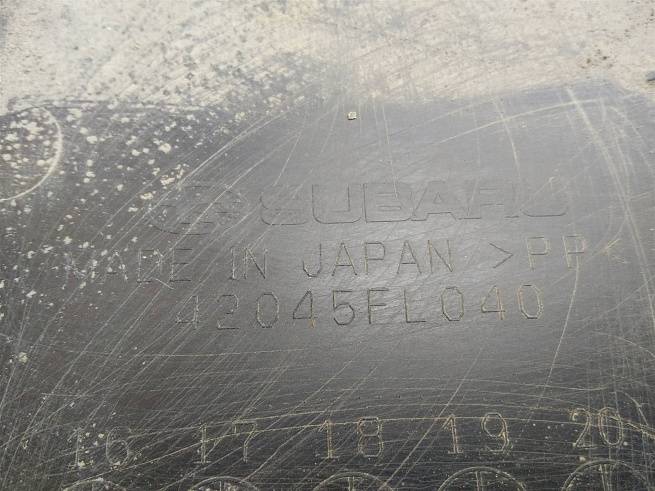 SUBARU
MADE IN JAPAN >PP<
42045FL040
16 17 18 19 20